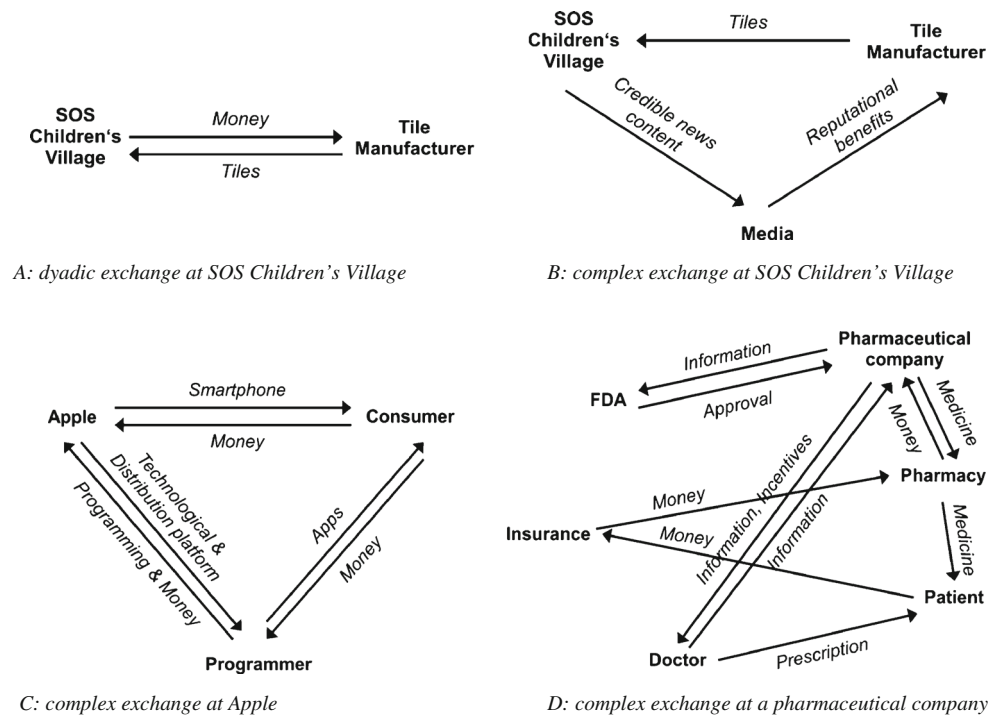 SOS
Children‘s
Village
Money
Tiles
Tile
Manufacturer
A: dyadic exchange at SOS Children’s Village
SOS
Children‘s
Village
Tiles
Tile
Manufacturer
Credible news
content
Reputational
benefits
Media
B: complex exchange at SOS Children’s Village
Apple
Smartphone
Money
Consumer
Technological &
Distribution platform
Programming & Money
Apps
Money
Programmer
C: complex exchange at Apple
Pharmaceutical
company
Information
FDA
Approval
Medicine
Money
Pharmacy
Information, Incentives
Information
Money
Insurance
Money
Medicine
Patient
Doctor
Prescription
D: complex exchange at a pharmaceutical company